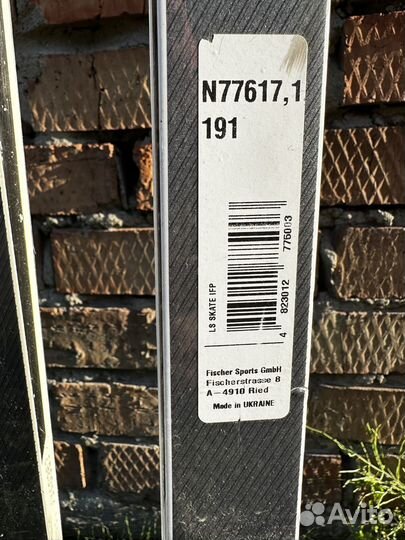 N77617,1
191
LS SKATE IFP
4 823012 776003
Fischer Sports GmbH
Fischerstrasse 8
A-4910 Ried
Made in UKRAINE
Avito